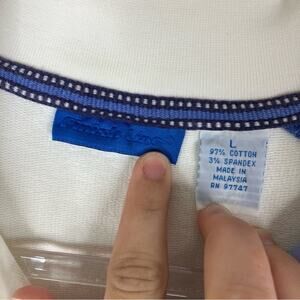 L
97% COTTON
3% SPANDEX
MADE IN
MALAYSIA
RN 97747